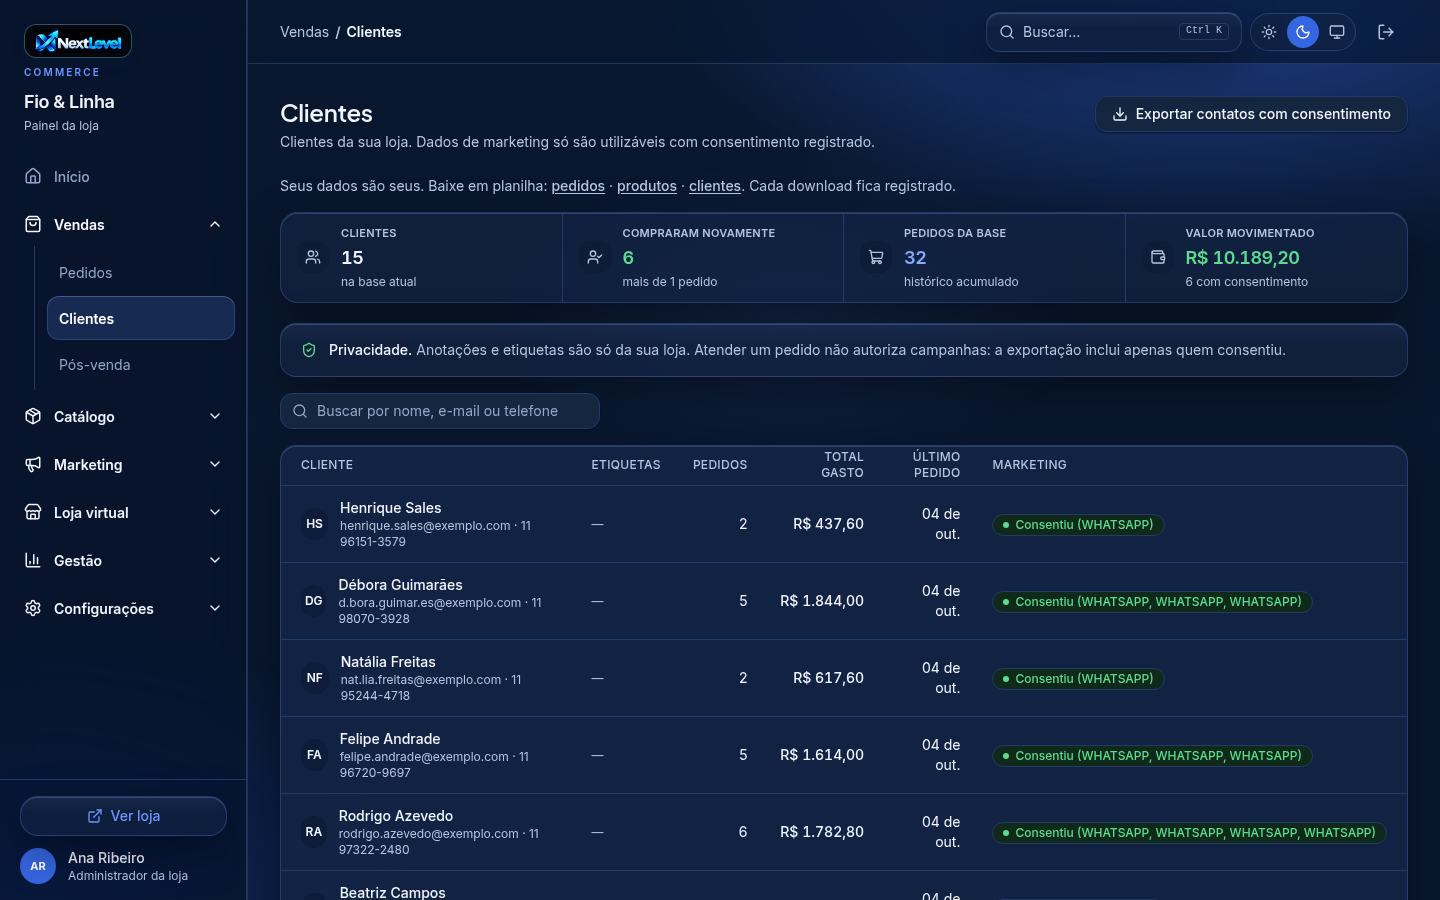 NextLevel
COMMERCE
Fio & Linha
Painel da loja
Início
Vendas
Pedidos
Clientes
Pós-venda
Catálogo
Marketing
Loja virtual
Gestão
Configurações
Ver loja
AR
Ana Ribeiro
Administrador da loja
Vendas / Clientes
Buscar...
Ctrl K
Clientes
Exportar contatos com consentimento
Clientes da sua loja. Dados de marketing só são utilizáveis com consentimento registrado.
Seus dados são seus. Baixe em planilha: pedidos · produtos · clientes. Cada download fica registrado.
CLIENTES
15
na base atual
COMPRARAM NOVAMENTE
6
mais de 1 pedido
PEDIDOS DA BASE
32
histórico acumulado
VALOR MOVIMENTADO
R$ 10.189,20
6 com consentimento
Privacidade. Anotações e etiquetas são só da sua loja. Atender um pedido não autoriza campanhas: a exportação inclui apenas quem consentiu.
Buscar por nome, e-mail ou telefone
CLIENTE ETIQUETAS PEDIDOS TOTAL GASTO ÚLTIMO PEDIDO MARKETING
HS
Henrique Sales
henrique.sales@exemplo.com · 11
96151-3579
— 2 R$ 437,60 04 de out. Consentiu (WHATSAPP)
DG
Débora Guimarães
d.bora.guimar.es@exemplo.com · 11
98070-3928
— 5 R$ 1.844,00 04 de out. Consentiu (WHATSAPP, WHATSAPP, WHATSAPP)
NF
Natália Freitas
nat.lia.freitas@exemplo.com · 11
95244-4718
— 2 R$ 617,60 04 de out. Consentiu (WHATSAPP)
FA
Felipe Andrade
felipe.andrade@exemplo.com · 11
96720-9697
— 5 R$ 1.614,00 04 de out. Consentiu (WHATSAPP, WHATSAPP, WHATSAPP)
RA
Rodrigo Azevedo
rodrigo.azevedo@exemplo.com · 11
97322-2480
— 6 R$ 1.782,80 04 de out. Consentiu (WHATSAPP, WHATSAPP, WHATSAPP, WHATSAPP)
Beatriz Campos
04 de